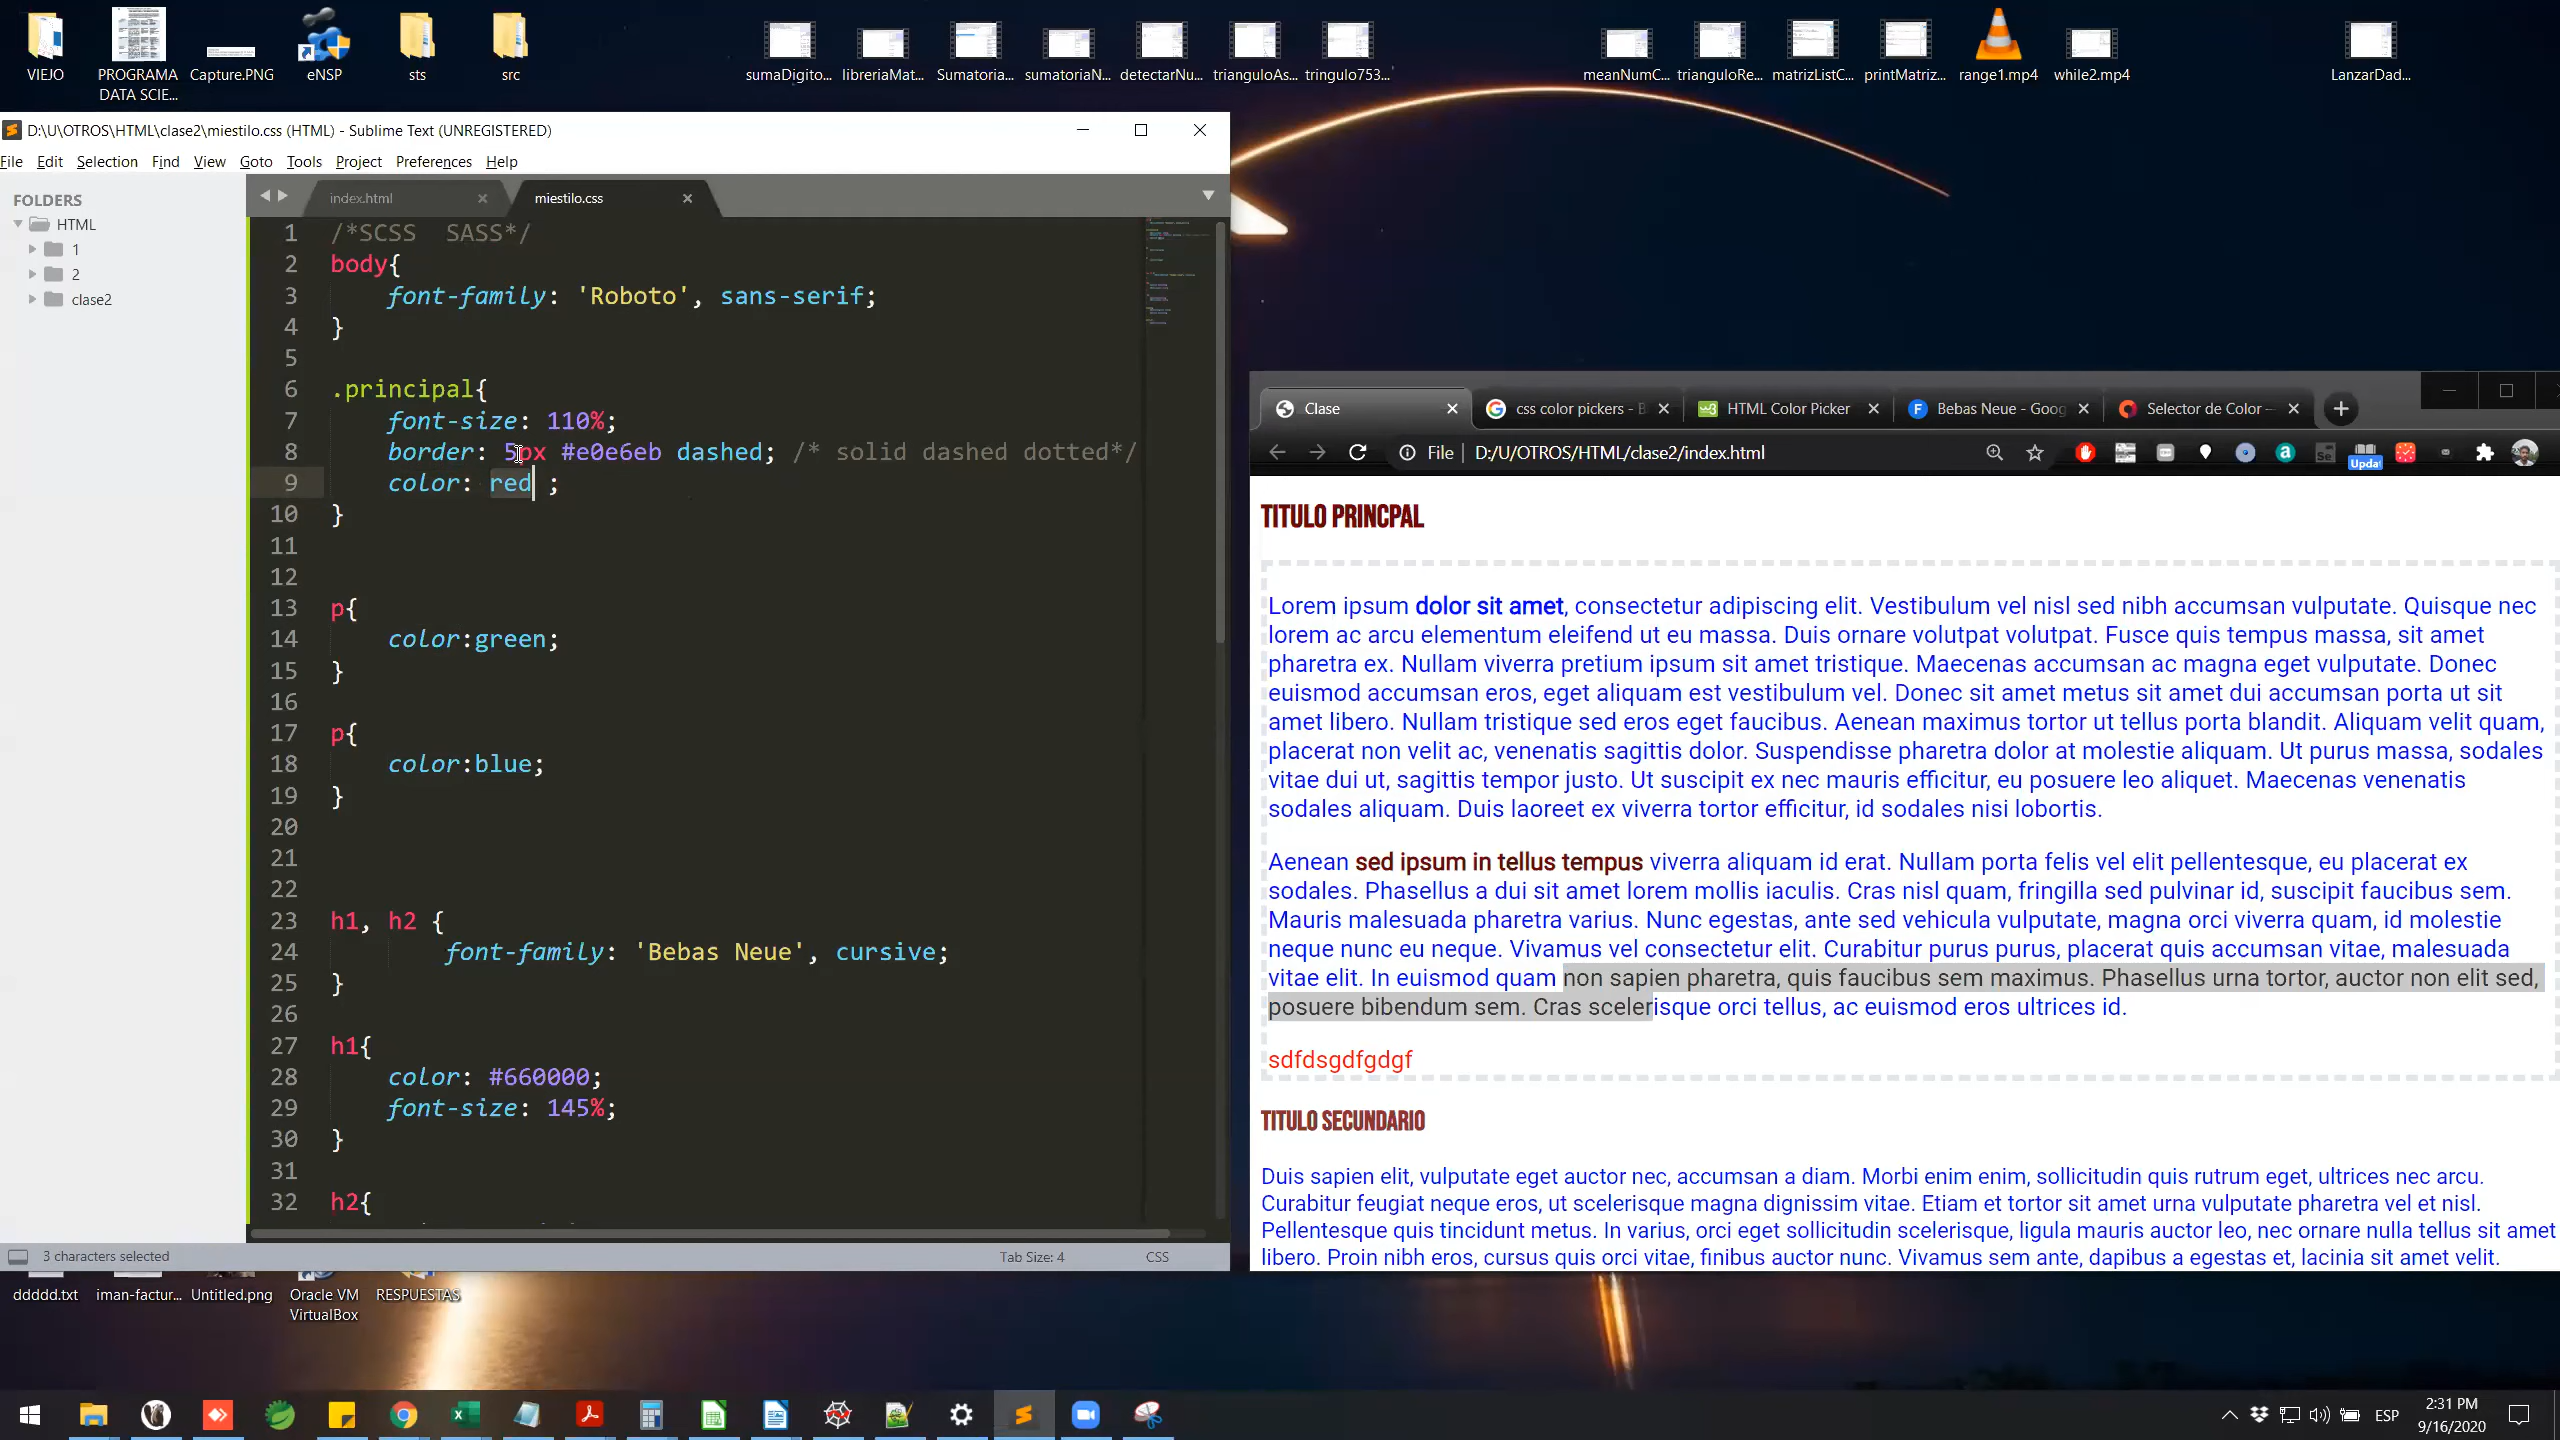 VIEJO
PROGRAMA DATA SCIE...
Capture.PNG
eNSP
sts
src
sumaDigito...
libreriaMat...
Sumatoria...
sumatoriaN...
detectarNu...
trianguloAs...
tringulo753...
meanNumC...
trianguloRe...
matrizListC...
printMatriz...
range1.mp4
while2.mp4
LanzarDad...
D:\U\OTROS\HTML\clase2\miestilo.css (HTML) - Sublime Text (UNREGISTERED)
File Edit Selection Find View Goto Tools Project Preferences Help
FOLDERS
HTML
1
2
clase2
index.html
miestilo.css
1 /*SCSS  SASS*/
2 body{
3 font-family: 'Roboto', sans-serif;
4 }
5
6 .principal{
7 font-size: 110%;
8 border: 5px #e0e6eb dashed; /* solid dashed dotted*/
9 color: red ;
10 }
11
12
13 p{
14 color:green;
15 }
16
17 p{
18 color:blue;
19 }
20
21
22
23 h1, h2 {
24 font-family: 'Bebas Neue', cursive;
25 }
26
27 h1{
28 color: #660000;
29 font-size: 145%;
30 }
31
32 h2{
3 characters selected
Tab Size: 4
CSS
Clase
css color pickers - B
HTML Color Picker
Bebas Neue - Goog
Selector de Color –
File D:/U/OTROS/HTML/clase2/index.html
Updat
TITULO PRINCPAL
Lorem ipsum dolor sit amet, consectetur adipiscing elit. Vestibulum vel nisl sed nibh accumsan vulputate. Quisque nec
lorem ac arcu elementum eleifend ut eu massa. Duis ornare volutpat volutpat. Fusce quis tempus massa, sit amet
pharetra ex. Nullam viverra pretium ipsum sit amet tristique. Maecenas accumsan ac magna eget vulputate. Donec
euismod accumsan eros, eget aliquam est vestibulum vel. Donec sit amet metus sit amet dui accumsan porta ut sit
amet libero. Nullam tristique sed eros eget faucibus. Aenean maximus tortor ut tellus porta blandit. Aliquam velit quam,
placerat non velit ac, venenatis sagittis dolor. Suspendisse pharetra dolor at molestie aliquam. Ut purus massa, sodales
vitae dui ut, sagittis tempor justo. Ut suscipit ex nec mauris efficitur, eu posuere leo aliquet. Maecenas venenatis
sodales aliquam. Duis laoreet ex viverra tortor efficitur, id sodales nisi lobortis.
Aenean sed ipsum in tellus tempus viverra aliquam id erat. Nullam porta felis vel elit pellentesque, eu placerat ex
sodales. Phasellus a dui sit amet lorem mollis iaculis. Cras nisl quam, fringilla sed pulvinar id, suscipit faucibus sem.
Mauris malesuada pharetra varius. Nunc egestas, ante sed vehicula vulputate, magna orci viverra quam, id molestie
neque nunc eu neque. Vivamus vel consectetur elit. Curabitur purus purus, placerat quis accumsan vitae, malesuada
vitae elit. In euismod quam non sapien pharetra, quis faucibus sem maximus. Phasellus urna tortor, auctor non elit sed,
posuere bibendum sem. Cras scelerisque orci tellus, ac euismod eros ultrices id.
sdfdsgdfgdgf
TITULO SECUNDARIO
Duis sapien elit, vulputate eget auctor nec, accumsan a diam. Morbi enim enim, sollicitudin quis rutrum eget, ultrices nec arcu.
Curabitur feugiat neque eros, ut scelerisque magna dignissim vitae. Etiam et tortor sit amet urna vulputate pharetra vel et nisl.
Pellentesque quis tincidunt metus. In varius, orci eget sollicitudin scelerisque, ligula mauris auctor leo, nec ornare nulla tellus sit amet
libero. Proin nibh eros, cursus quis orci vitae, finibus auctor nunc. Vivamus sem ante, dapibus a egestas et, lacinia sit amet velit.
ddddd.txt
iman-factur...
Untitled.png
Oracle VM VirtualBox
RESPUESTAS
ESP
2:31 PM
9/16/2020